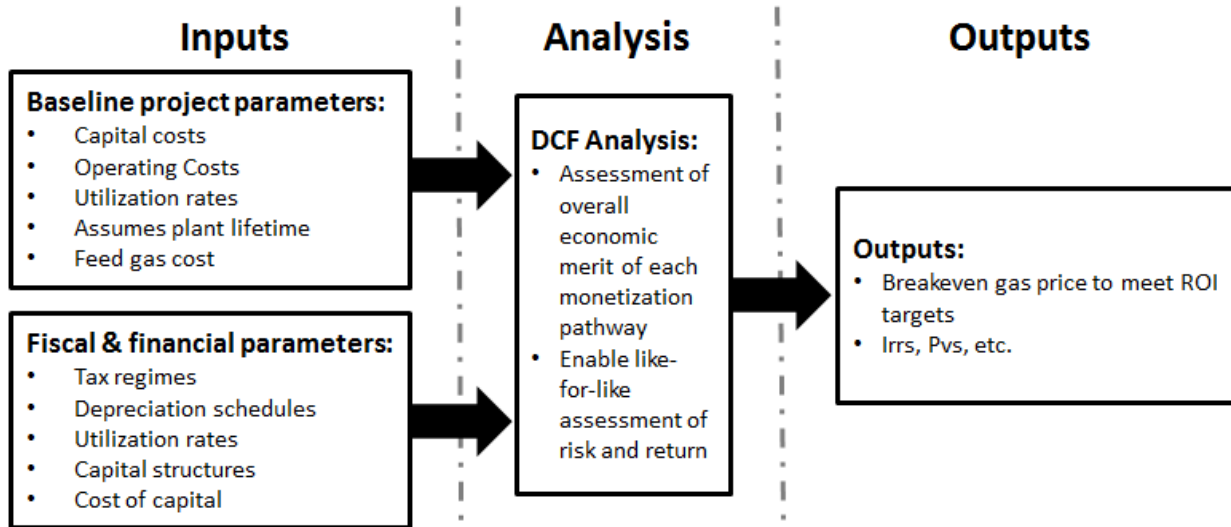 Inputs
Analysis
Outputs
Baseline project parameters:
• Capital costs
• Operating Costs
• Utilization rates
• Assumes plant lifetime
• Feed gas cost
Fiscal & financial parameters:
• Tax regimes
• Depreciation schedules
• Utilization rates
• Capital structures
• Cost of capital
DCF Analysis:
• Assessment of
overall
economic
merit of each
monetization
pathway
• Enable like-
for-like
assessment of
risk and return
Outputs:
• Breakeven gas price to meet ROI
targets
• Irrs, Pvs, etc.